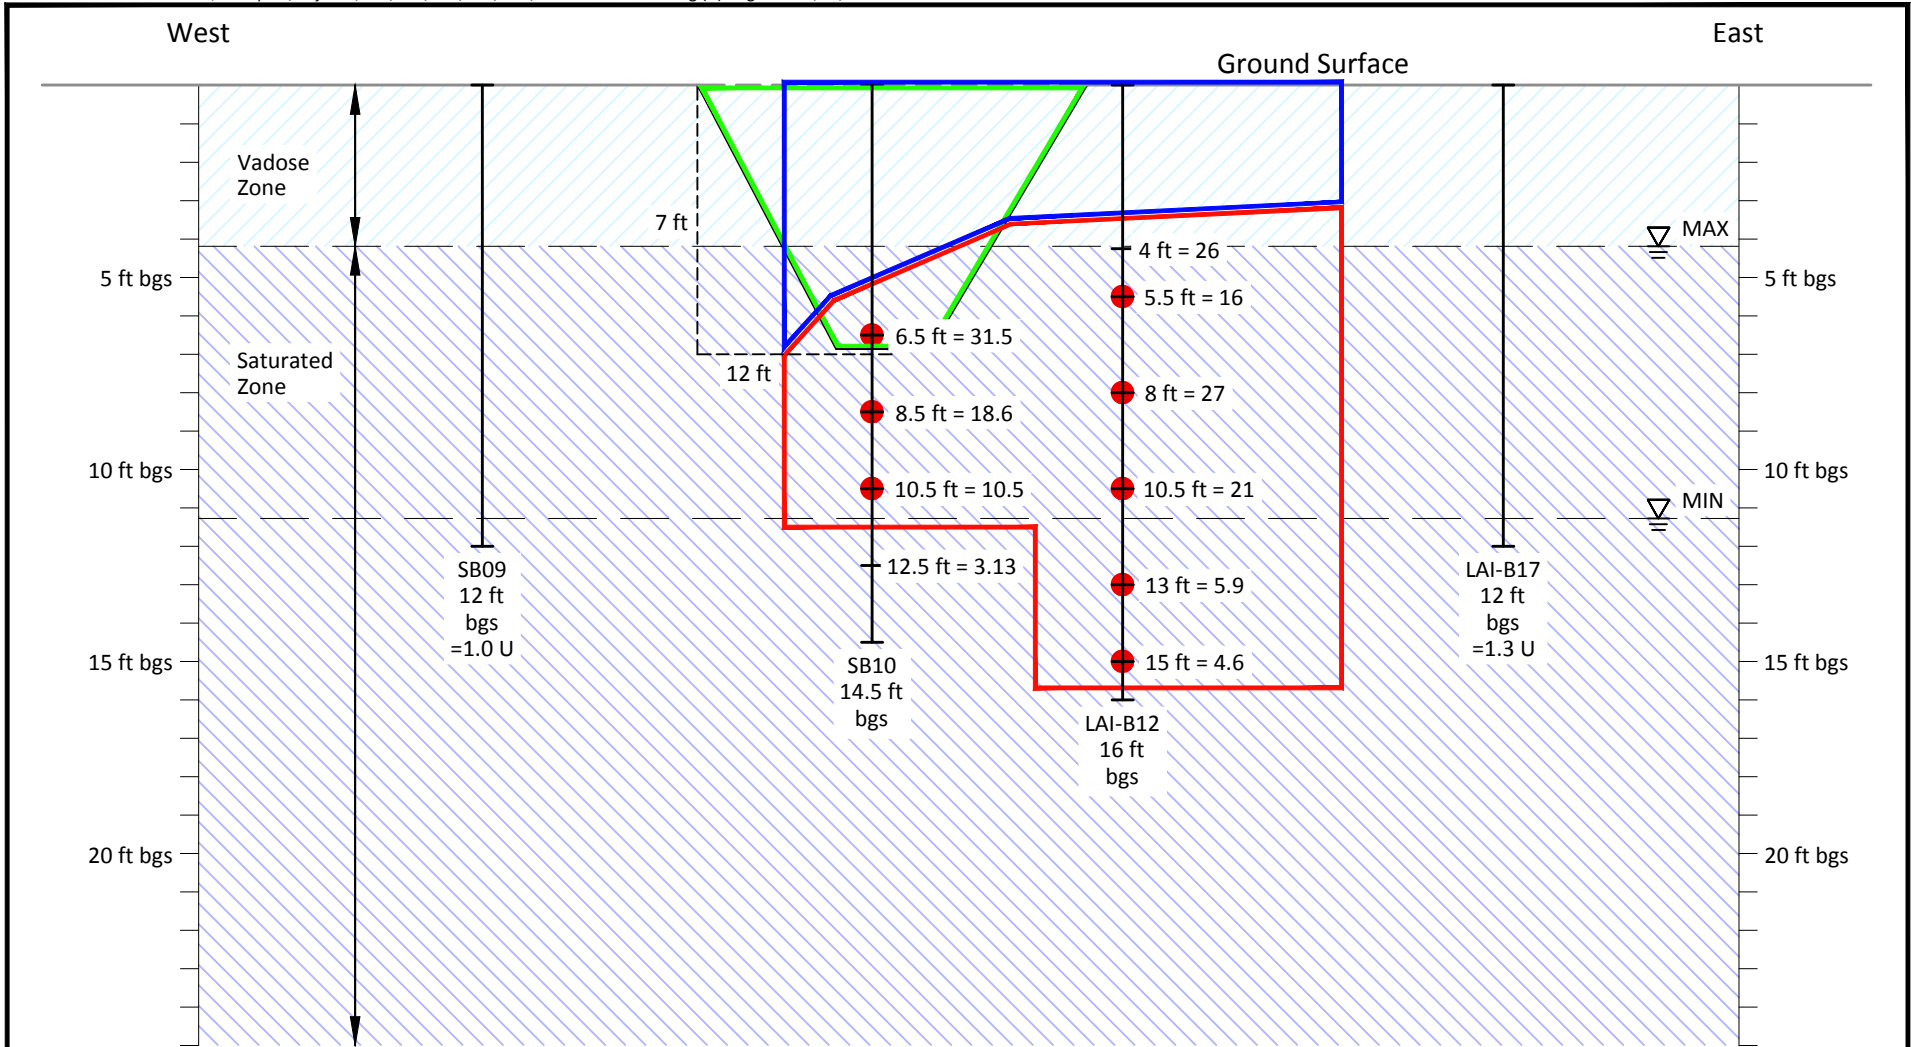 West
East
Ground Surface
Vadose
Zone
7 ft
MAX
4 ft = 26
5 ft bgs
5 ft bgs
5.5 ft = 16
6.5 ft = 31.5
Saturated
Zone
12 ft
8 ft = 27
8.5 ft = 18.6
10 ft bgs
10 ft bgs
10.5 ft = 10.5
10.5 ft = 21
MIN
12.5 ft = 3.13
SB09
12 ft
bgs
=1.0 U
LAI-B17
12 ft
bgs
=1.3 U
13 ft = 5.9
15 ft bgs
15 ft bgs
15 ft = 4.6
SB10
14.5 ft
bgs
LAI-B12
16 ft
bgs
20 ft bgs
20 ft bgs